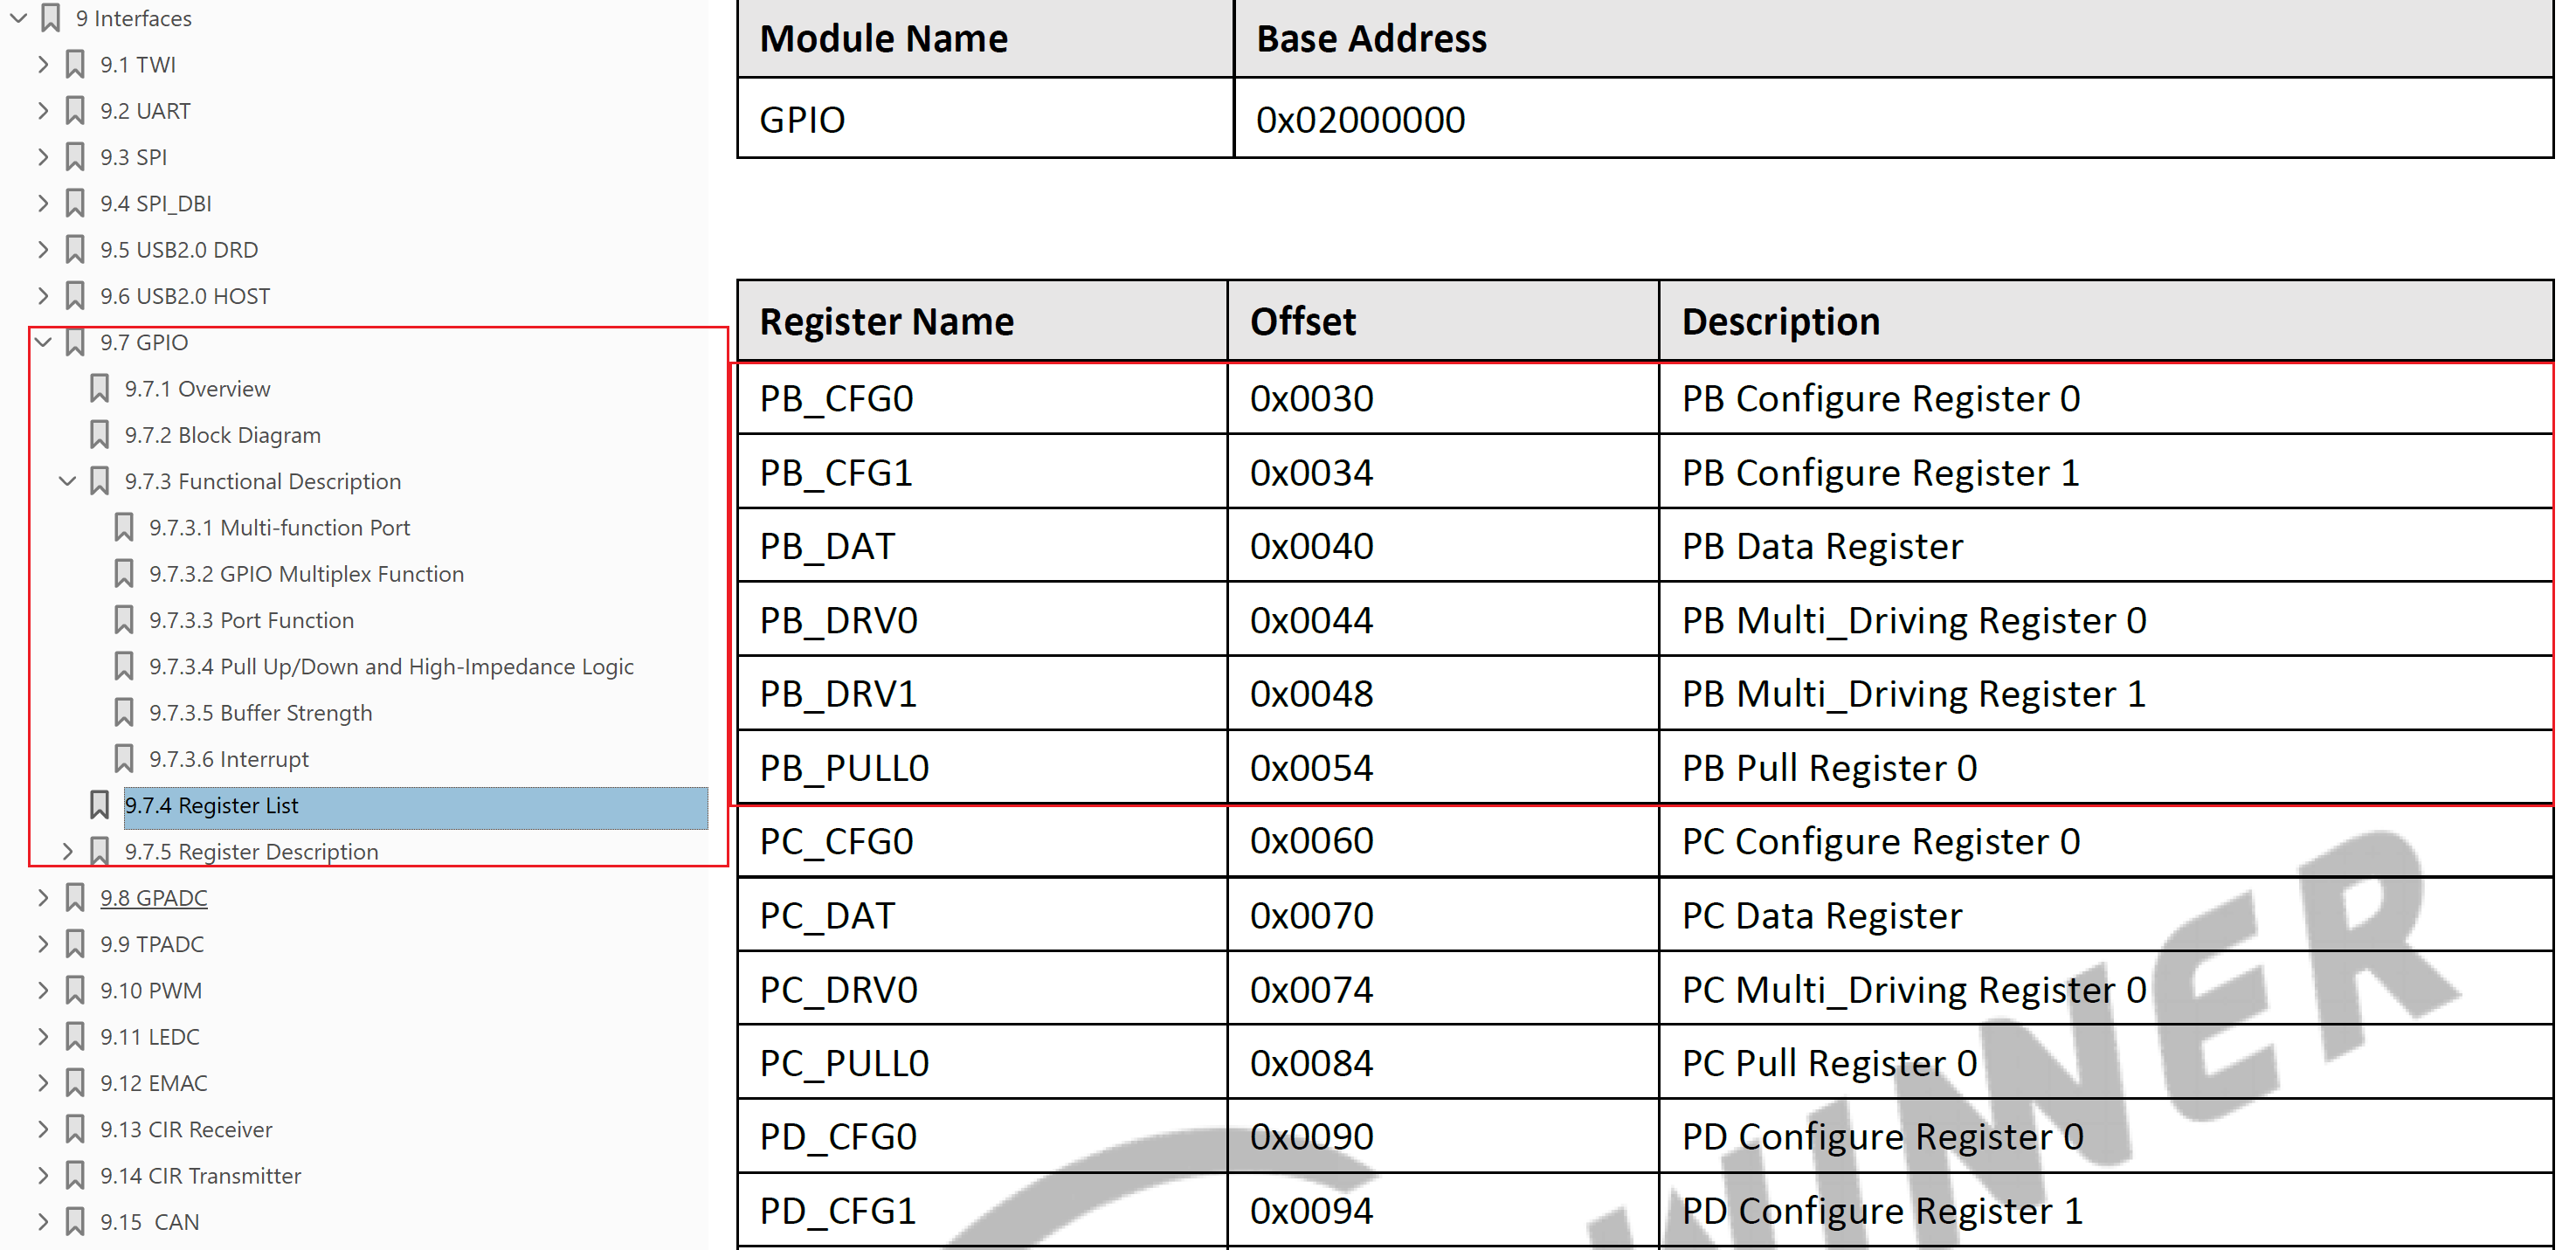 9 Interfaces
9.1 TWI
9.2 UART
9.3 SPI
9.4 SPI_DBI
9.5 USB2.0 DRD
9.6 USB2.0 HOST
9.7 GPIO
9.7.1 Overview
9.7.2 Block Diagram
9.7.3 Functional Description
9.7.3.1 Multi-function Port
9.7.3.2 GPIO Multiplex Function
9.7.3.3 Port Function
9.7.3.4 Pull Up/Down and High-Impedance Logic
9.7.3.5 Buffer Strength
9.7.3.6 Interrupt
9.7.4 Register List
9.7.5 Register Description
9.8 GPADC
9.9 TPADC
9.10 PWM
9.11 LEDC
9.12 EMAC
9.13 CIR Receiver
9.14 CIR Transmitter
9.15 CAN
Module Name Base Address
GPIO 0x02000000
Register Name Offset Description
PB_CFG0 0x0030 PB Configure Register 0
PB_CFG1 0x0034 PB Configure Register 1
PB_DAT 0x0040 PB Data Register
PB_DRV0 0x0044 PB Multi_Driving Register 0
PB_DRV1 0x0048 PB Multi_Driving Register 1
PB_PULL0 0x0054 PB Pull Register 0
PC_CFG0 0x0060 PC Configure Register 0
PC_DAT 0x0070 PC Data Register
PC_DRV0 0x0074 PC Multi_Driving Register 0
PC_PULL0 0x0084 PC Pull Register 0
PD_CFG0 0x0090 PD Configure Register 0
PD_CFG1 0x0094 PD Configure Register 1
WINNER